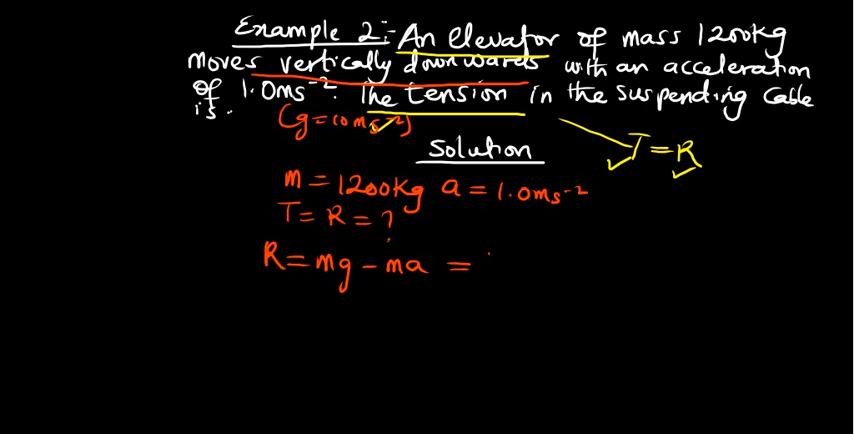 Example 2:- An elevator of mass 1200kg
moves vertically downwards with an acceleration
of 1.0ms⁻². The tension in the suspending cable
is.
(g=10ms⁻²)
Solution
T=R
m=1200kg a=1.0ms⁻²
T=R=?
R=mg-ma=